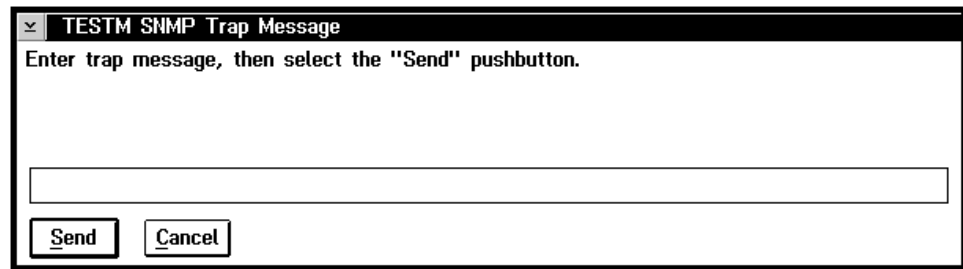 TESTM SNMP Trap Message
Enter trap message, then select the "Send" pushbutton.
Send Cancel